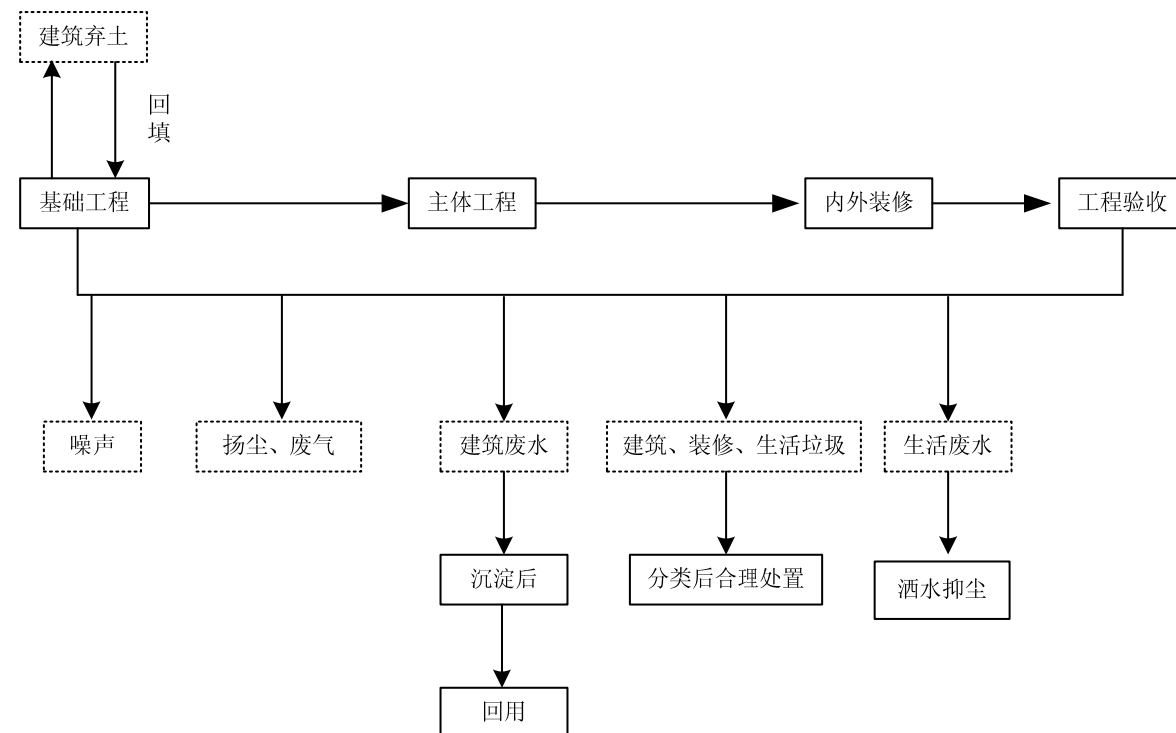 建筑弃土
回
填
基础工程
主体工程
内外装修
工程验收
噪声
扬尘、废气
建筑废水
建筑、装修、生活垃圾
生活废水
沉淀后
分类后合理处置
洒水抑尘
回用